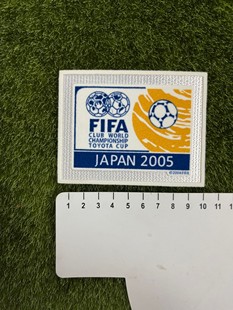 FIFA
CLUB WORLD
CHAMPIONSHIP
TOYOTA CUP
JAPAN 2005
1 2 3 4 5 6 7 8 9 10 11